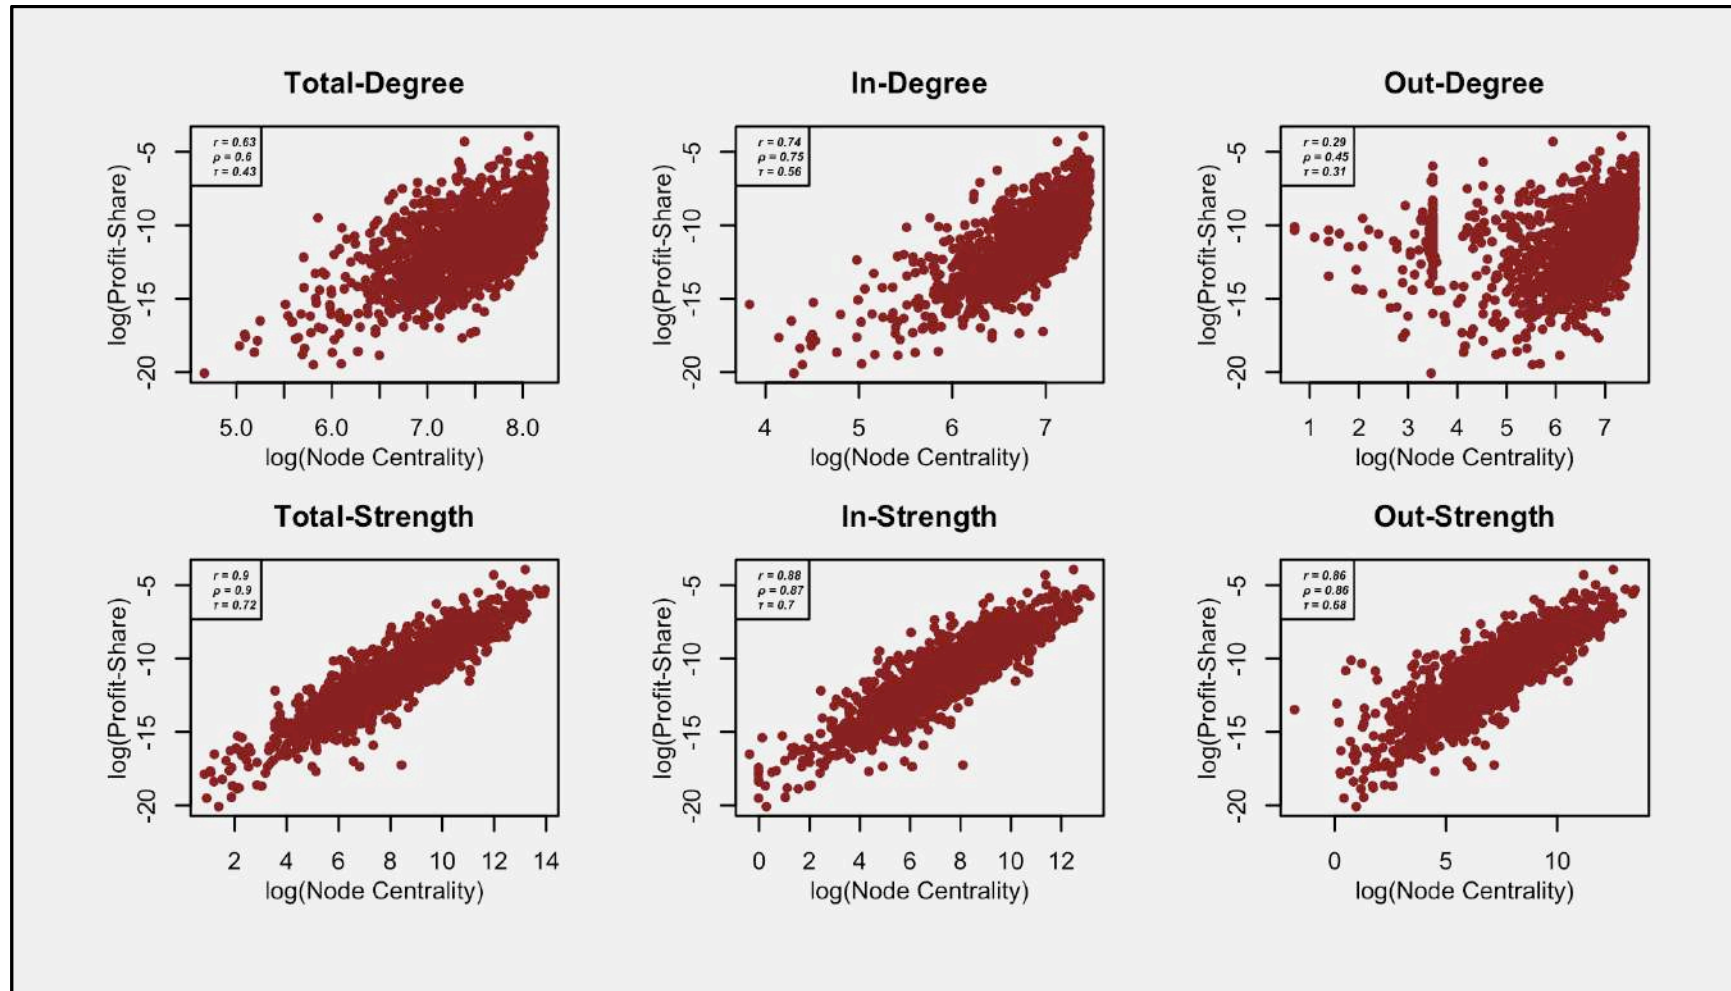 Total-Degree
r = 0.63
ρ = 0.6
τ = 0.43
log(Profit-Share)
-5
-10
-15
-20
5.0 6.0 7.0 8.0
log(Node Centrality)
In-Degree
r = 0.74
ρ = 0.75
τ = 0.56
log(Profit-Share)
-5
-10
-15
-20
4 5 6 7
log(Node Centrality)
Out-Degree
r = 0.29
ρ = 0.45
τ = 0.31
log(Profit-Share)
-5
-10
-15
-20
1 2 3 4 5 6 7
log(Node Centrality)
Total-Strength
r = 0.9
ρ = 0.9
τ = 0.72
log(Profit-Share)
-5
-10
-15
-20
2 4 6 8 10 12 14
log(Node Centrality)
In-Strength
r = 0.88
ρ = 0.87
τ = 0.7
log(Profit-Share)
-5
-10
-15
-20
0 2 4 6 8 10 12
log(Node Centrality)
Out-Strength
r = 0.86
ρ = 0.86
τ = 0.68
log(Profit-Share)
-5
-10
-15
-20
0 5 10
log(Node Centrality)